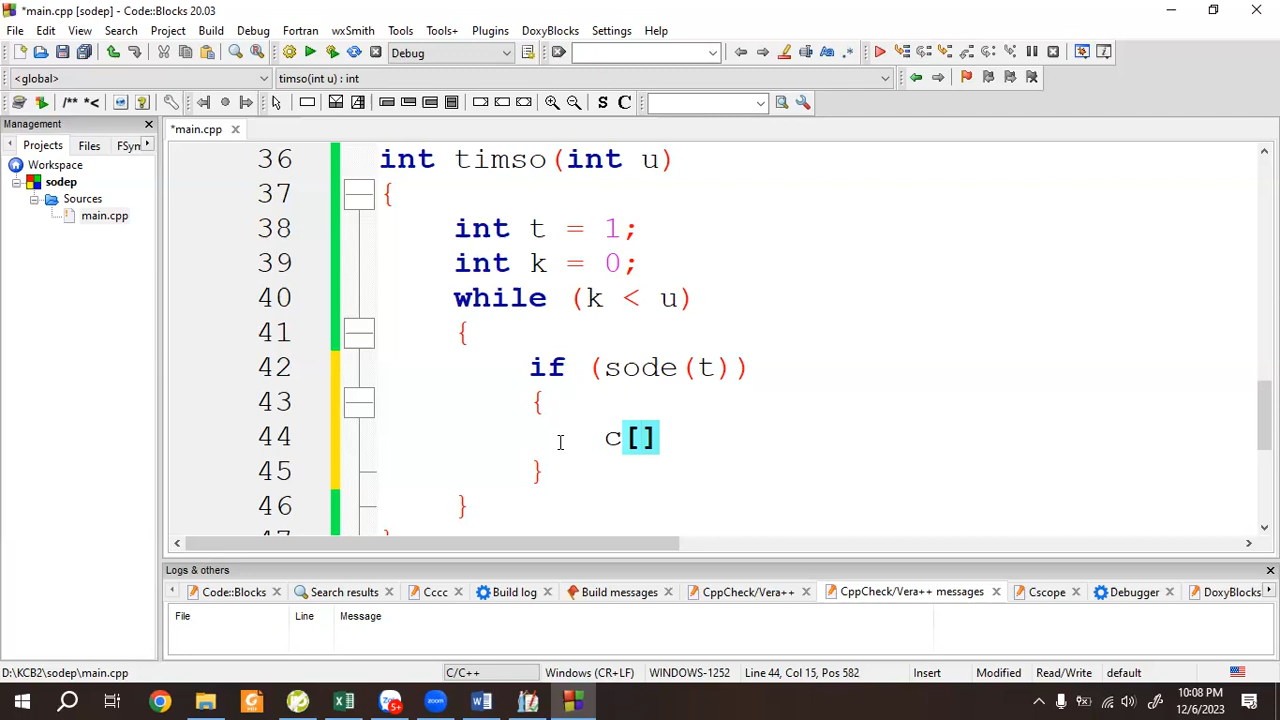 *main.cpp [sodep] - Code::Blocks 20.03
File Edit View Search Project Build Debug Fortran wxSmith Tools Tools+ Plugins DoxyBlocks Settings Help
Debug
<global> timso(int u) : int
/** *< S C
Management
*main.cpp
Projects Files FSyn
Workspace
sodep
Sources
main.cpp
36 int timso(int u)
37 {
38 int t = 1;
39 int k = 0;
40 while (k < u)
41 {
42 if (sode(t))
43 {
44 c[]
45 }
46 }
Logs & others
Code::Blocks Search results Cccc Build log Build messages CppCheck/Vera++ CppCheck/Vera++ messages Cscope Debugger DoxyBlocks
File Line Message
D:\KCB2\sodep\main.cpp C/C++ Windows (CR+LF) WINDOWS-1252 Line 44, Col 15, Pos 582 Insert Modified Read/Write default
10:08 PM
12/6/2023